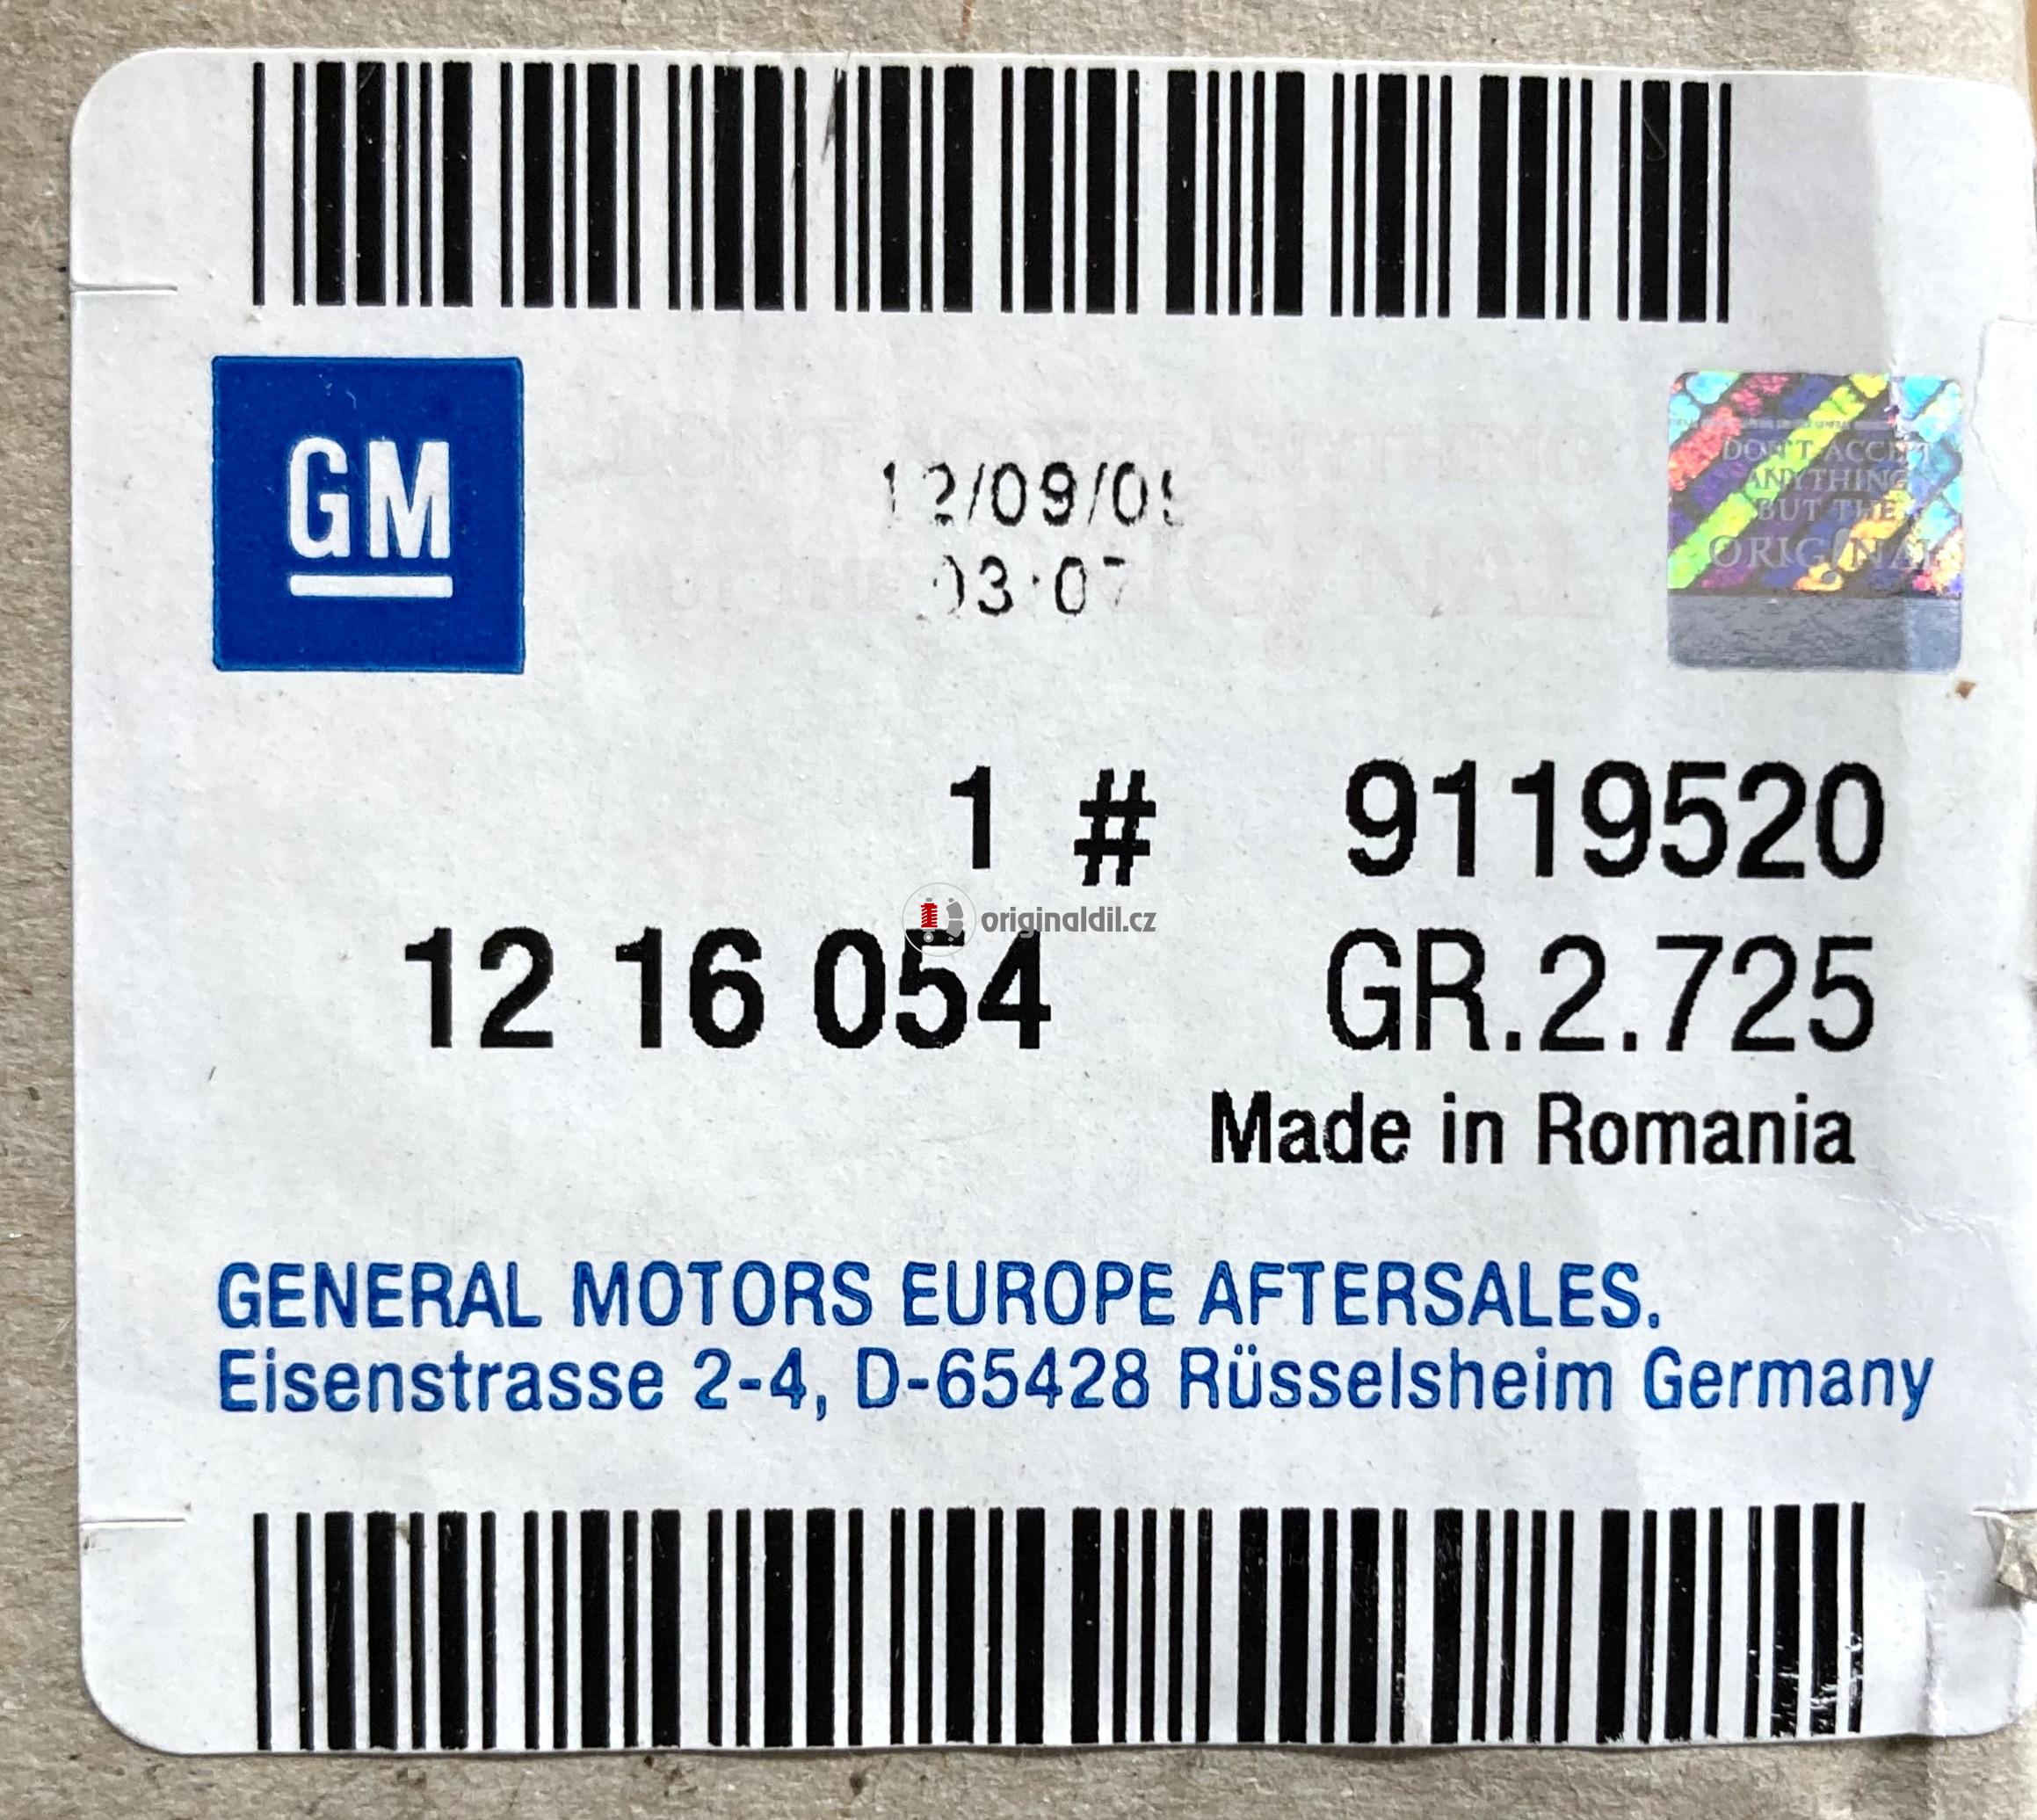 GM
12/09/09
03:07
DON'T ACCEPT
ANYTHING
BUT THE
ORIGINAL
1 # 9119520
originaldil.cz
12 16 054 GR.2.725
Made in Romania
GENERAL MOTORS EUROPE AFTERSALES.
Eisenstrasse 2-4, D-65428 Rüsselsheim Germany